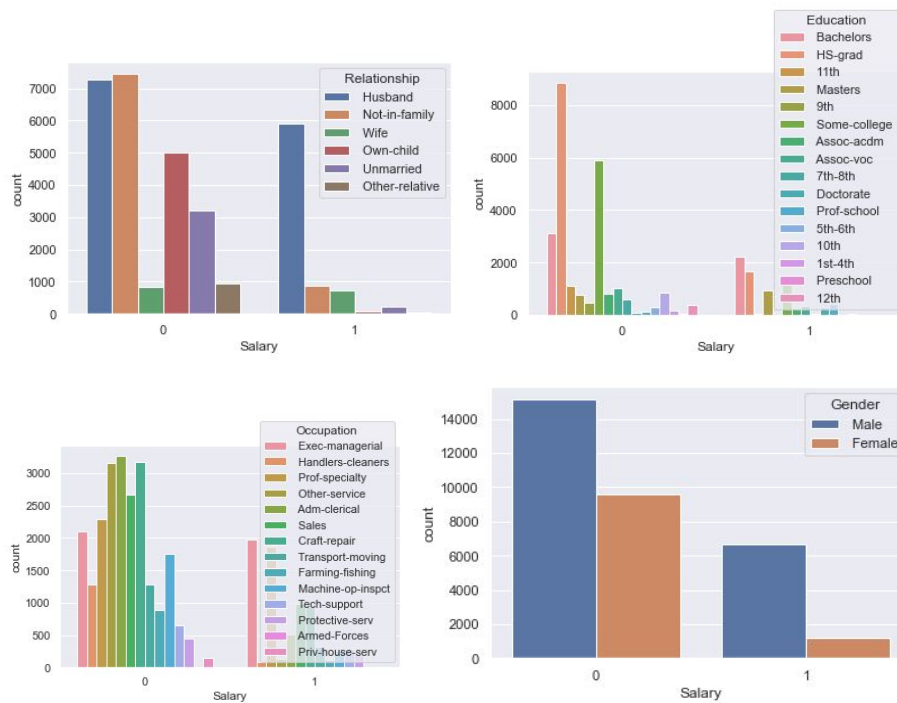 Relationship
Husband
Not-in-family
Wife
Own-child
Unmarried
Other-relative
7000
6000
5000
4000
3000
2000
1000
0
count
0 1
Salary
Education
Bachelors
HS-grad
11th
Masters
9th
Some-college
Assoc-acdm
Assoc-voc
7th-8th
Doctorate
Prof-school
5th-6th
10th
1st-4th
Preschool
12th
8000
6000
4000
2000
0
count
0 1
Salary
Occupation
Exec-managerial
Handlers-cleaners
Prof-specialty
Other-service
Adm-clerical
Sales
Craft-repair
Transport-moving
Farming-fishing
Machine-op-inspct
Tech-support
Protective-serv
Armed-Forces
Priv-house-serv
3000
2500
2000
1500
1000
500
0
count
0 1
Salary
Gender
Male
Female
14000
12000
10000
8000
6000
4000
2000
0
count
0 1
Salary